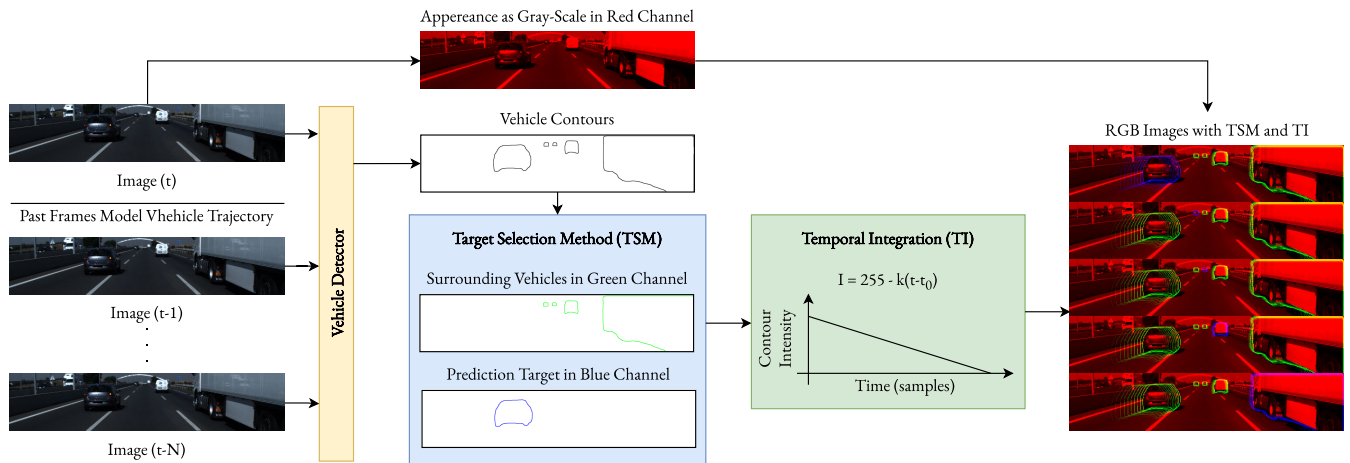 Appereance as Gray-Scale in Red Channel
Image (t)
Past Frames Model Vhehicle Trajectory
Image (t-1)
Image (t-N)
Vehicle Detector
Vehicle Contours
Target Selection Method (TSM)
Surrounding Vehicles in Green Channel
Prediction Target in Blue Channel
Temporal Integration (TI)
I = 255 - k(t-t₀)
Contour
Intensity
Time (samples)
RGB Images with TSM and TI